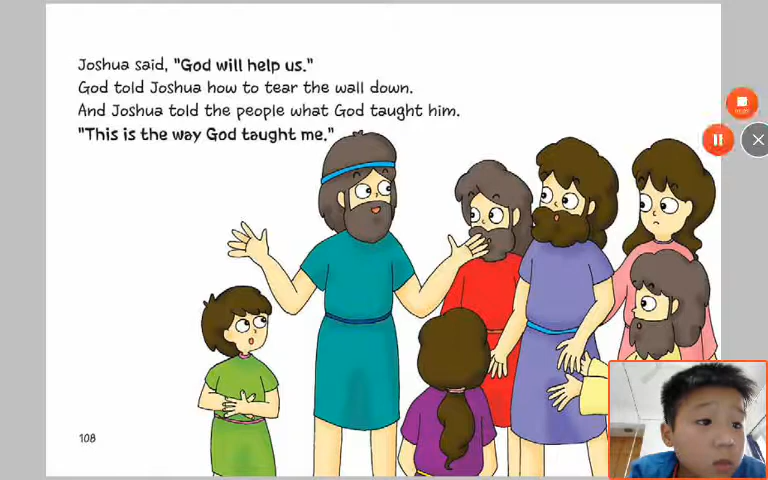 Joshua said, "God will help us."
God told Joshua how to tear the wall down.
And Joshua told the people what God taught him.
"This is the way God taught me."
108